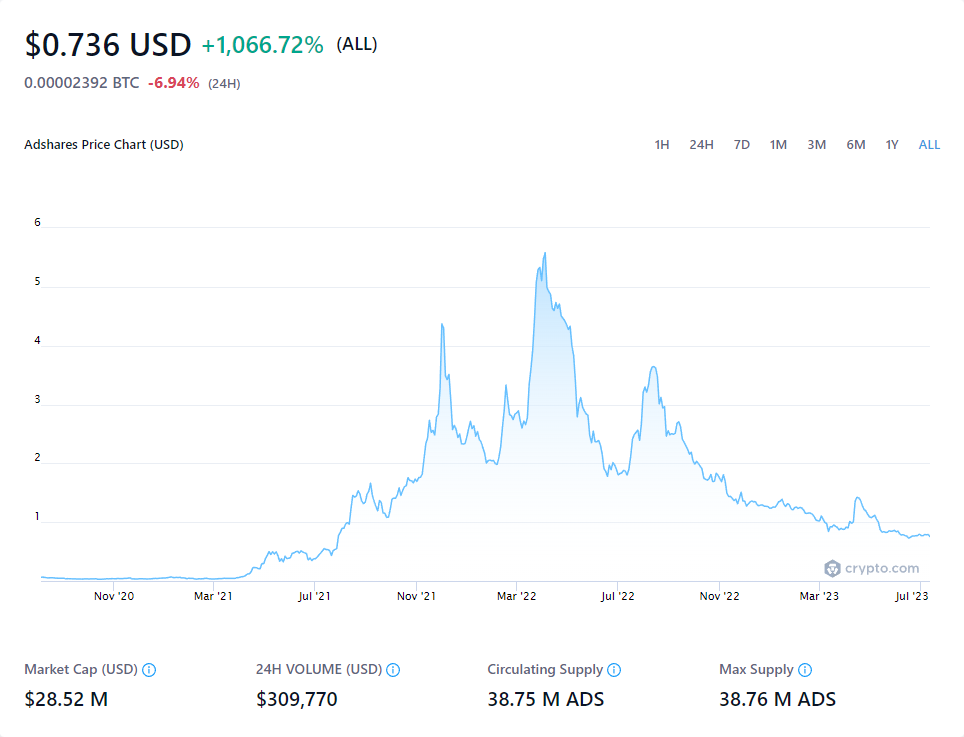 $0.736 USD +1,066.72% (ALL)
0.00002392 BTC -6.94% (24H)
Adshares Price Chart (USD) 1H 24H 7D 1M 3M 6M 1Y ALL
6
5
4
3
2
1
crypto.com
Nov '20 Mar '21 Jul '21 Nov '21 Mar '22 Jul '22 Nov '22 Mar '23 Jul '23
Market Cap (USD) 24H VOLUME (USD) Circulating Supply Max Supply
$28.52 M $309,770 38.75 M ADS 38.76 M ADS